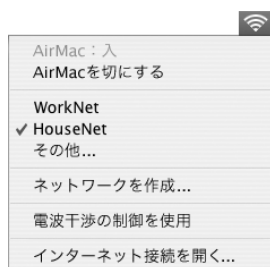 AirMac：入
AirMacを切にする
WorkNet
✓ HouseNet
その他...
ネットワークを作成...
電波干渉の制御を使用
インターネット接続を開く...